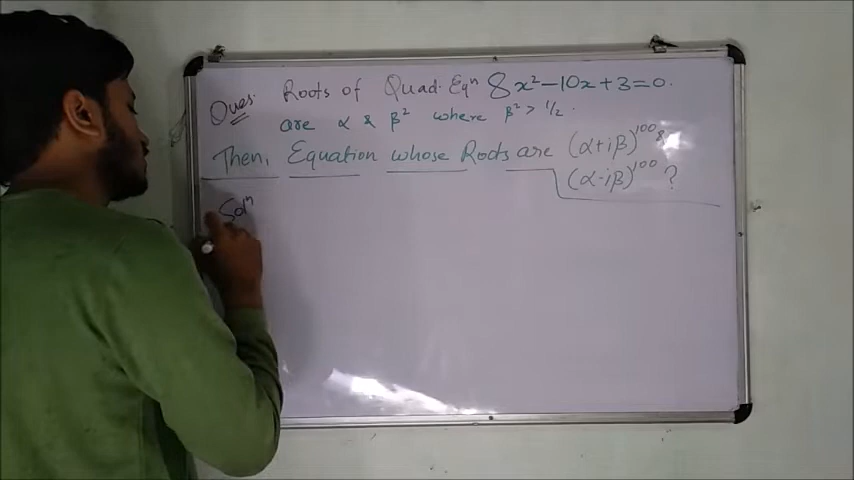 Ques. Roots of Quad. Eqⁿ 8x²-10x+3=0.
are α & β² where β² > 1/2.
Then, Equation whose Roots are (α+iβ)¹⁰⁰ &
(α-iβ)¹⁰⁰ ?
Solⁿ